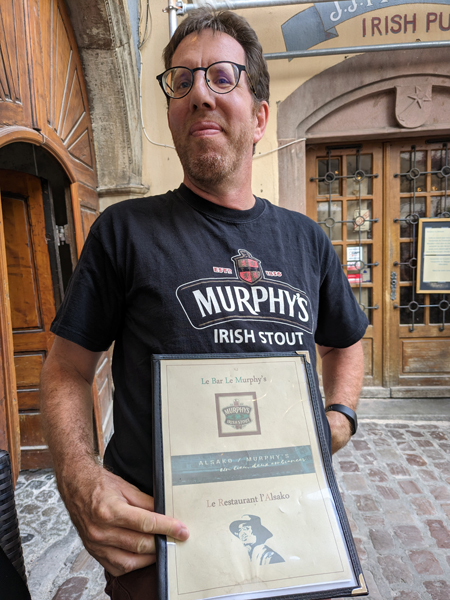 IRISH PU
ESTD 1856
MURPHY'S
IRISH STOUT
Le Bar Le Murphy's
MURPHY'S
ALSAKO & MURPHY'S
Le Restaurant l'Alsako